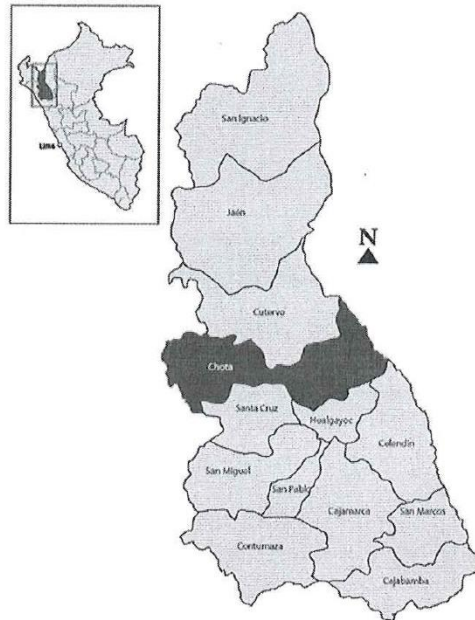 LIMA
San Ignacio
Jaén
N
Cutervo
Chota
Santa Cruz
Hualgayoc
Celendín
San Miguel
San Pablo
Cajamarca
San Marcos
Contumaza
Cajabamba